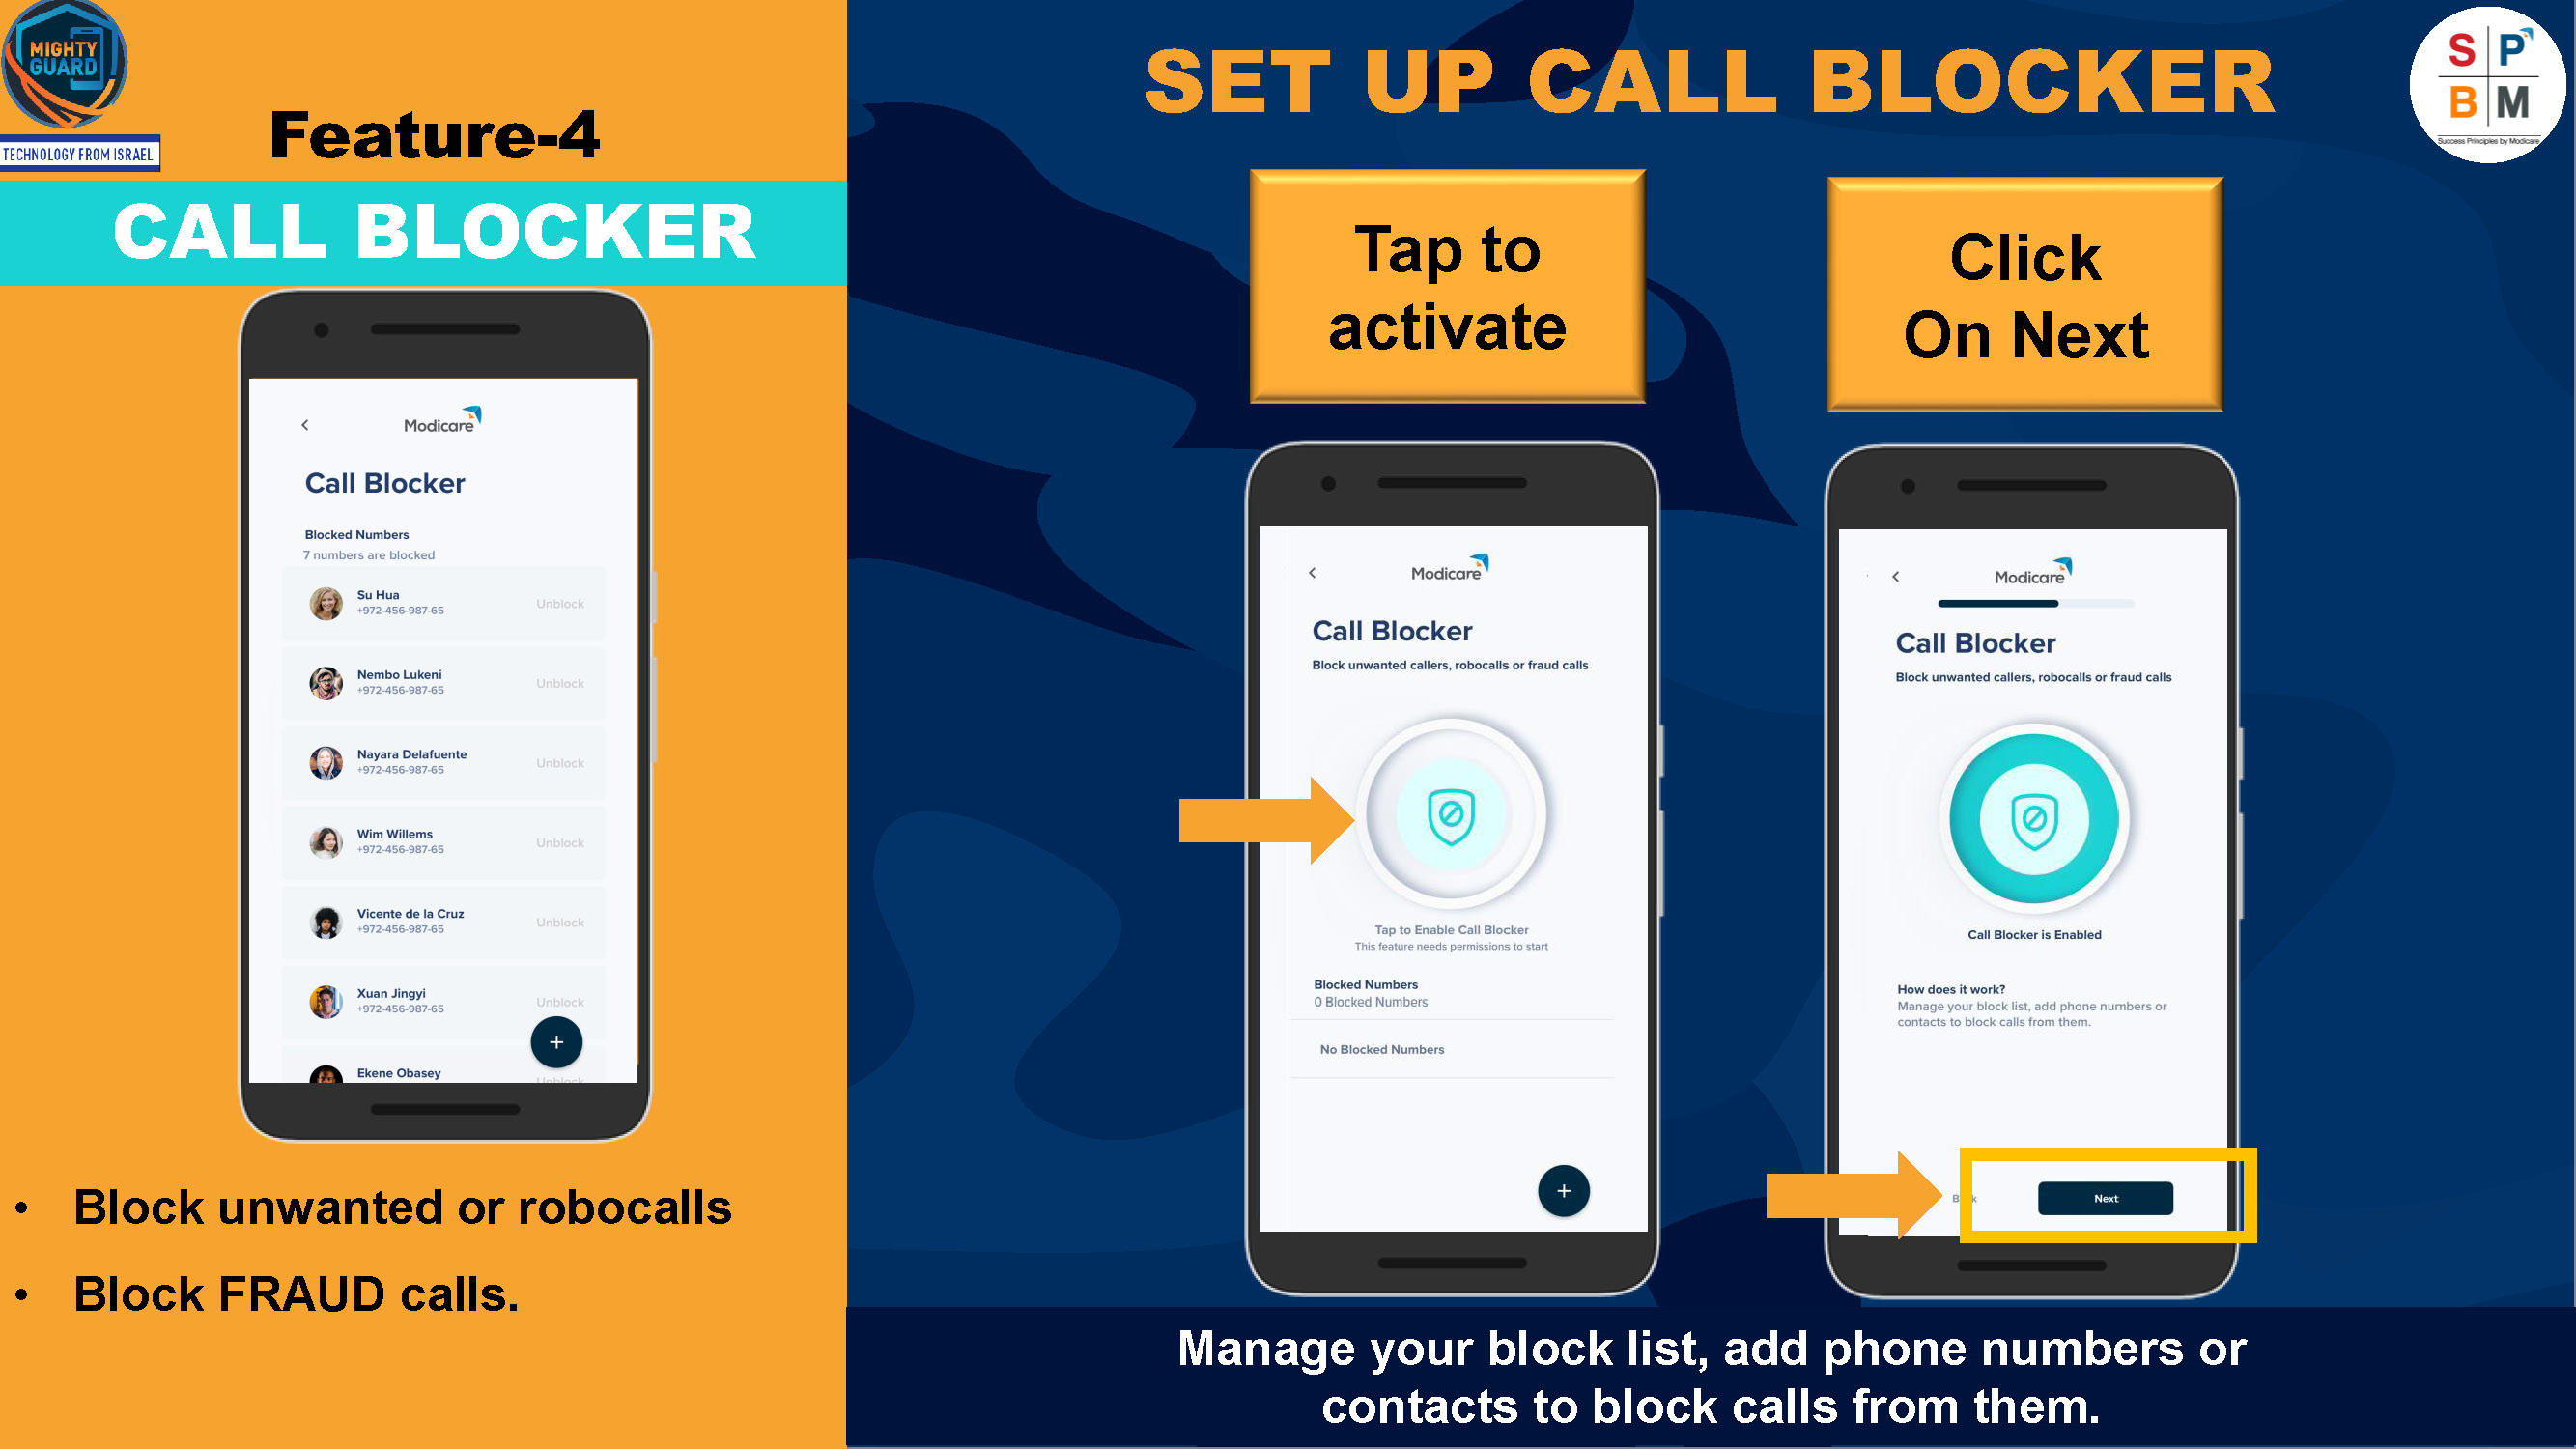 MIGHTY
GUARD
TECHNOLOGY FROM ISRAEL
Feature-4
CALL BLOCKER
Modicare
Call Blocker
Blocked Numbers
7 numbers are blocked
Su Hua
+972-456-987-65
Unblock
Nembo Lukeni
+972-456-987-65
Unblock
Nayara Delafuente
+972-456-987-65
Unblock
Wim Willems
+972-456-987-65
Unblock
Vicente de la Cruz
+972-456-987-65
Unblock
Xuan Jingyi
+972-456-987-65
Unblock
Ekene Obasey
Unblock
• Block unwanted or robocalls
• Block FRAUD calls.
SET UP CALL BLOCKER
S P
B M
Success Principles by Modicare
Tap to
activate
Modicare
Call Blocker
Block unwanted callers, robocalls or fraud calls
Tap to Enable Call Blocker
This feature needs permissions to start
Blocked Numbers
0 Blocked Numbers
No Blocked Numbers
Click
On Next
Modicare
Call Blocker
Block unwanted callers, robocalls or fraud calls
Call Blocker is Enabled
How does it work?
Manage your block list, add phone numbers or
contacts to block calls from them.
Next
Manage your block list, add phone numbers or
contacts to block calls from them.